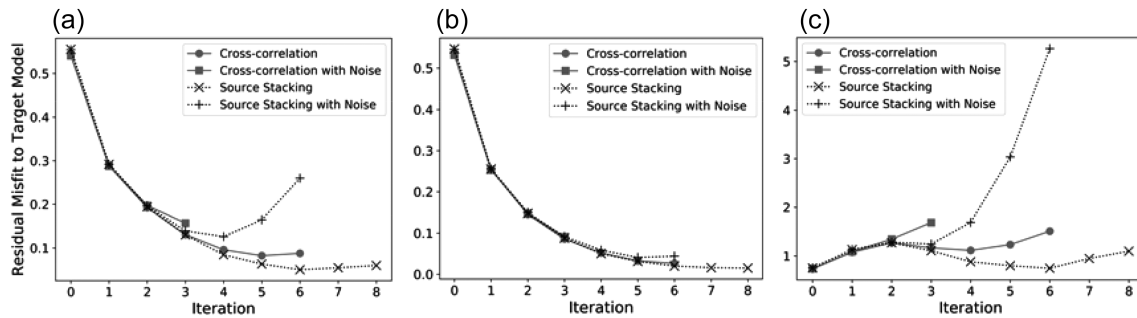 (a)
Residual Misfit to Target Model
0.5
0.4
0.3
0.2
0.1
Cross-correlation
Cross-correlation with Noise
Source Stacking
Source Stacking with Noise
0 1 2 3 4 5 6 7 8
Iteration
(b)
0.5
0.4
0.3
0.2
0.1
0.0
Cross-correlation
Cross-correlation with Noise
Source Stacking
Source Stacking with Noise
0 1 2 3 4 5 6 7 8
Iteration
(c)
5
4
3
2
1
Cross-correlation
Cross-correlation with Noise
Source Stacking
Source Stacking with Noise
0 1 2 3 4 5 6 7 8
Iteration